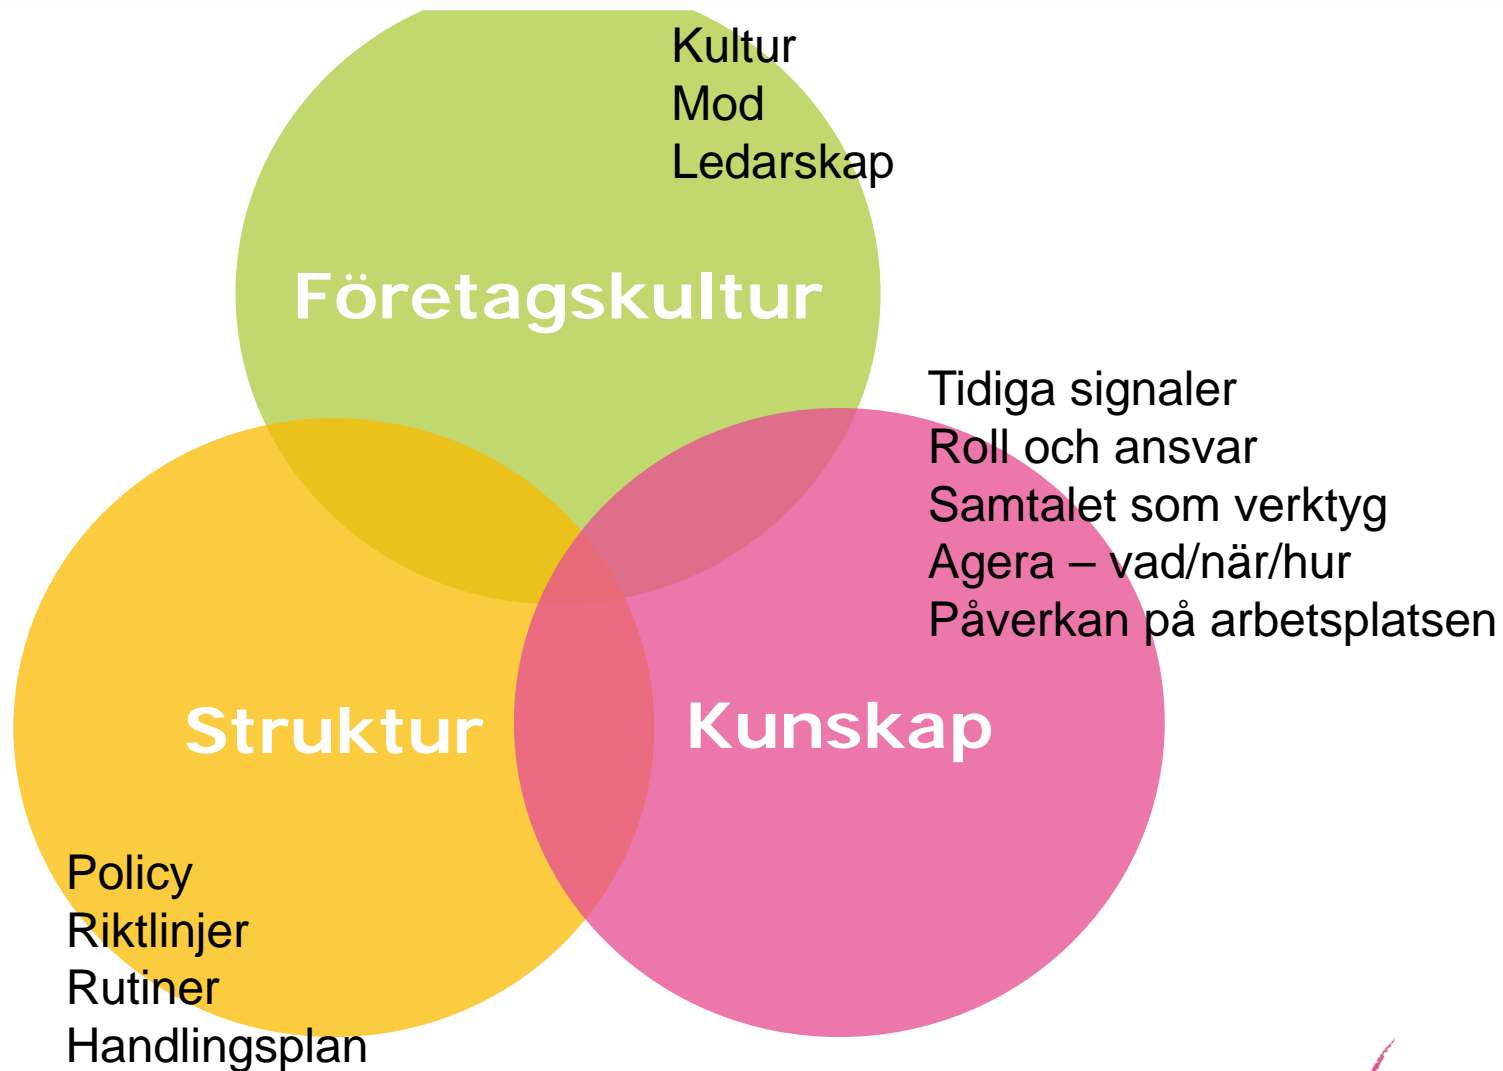 Kultur
Mod
Ledarskap
Företagskultur
Tidiga signaler
Roll och ansvar
Samtalet som verktyg
Agera – vad/när/hur
Påverkan på arbetsplatsen
Struktur
Kunskap
Policy
Riktlinjer
Rutiner
Handlingsplan